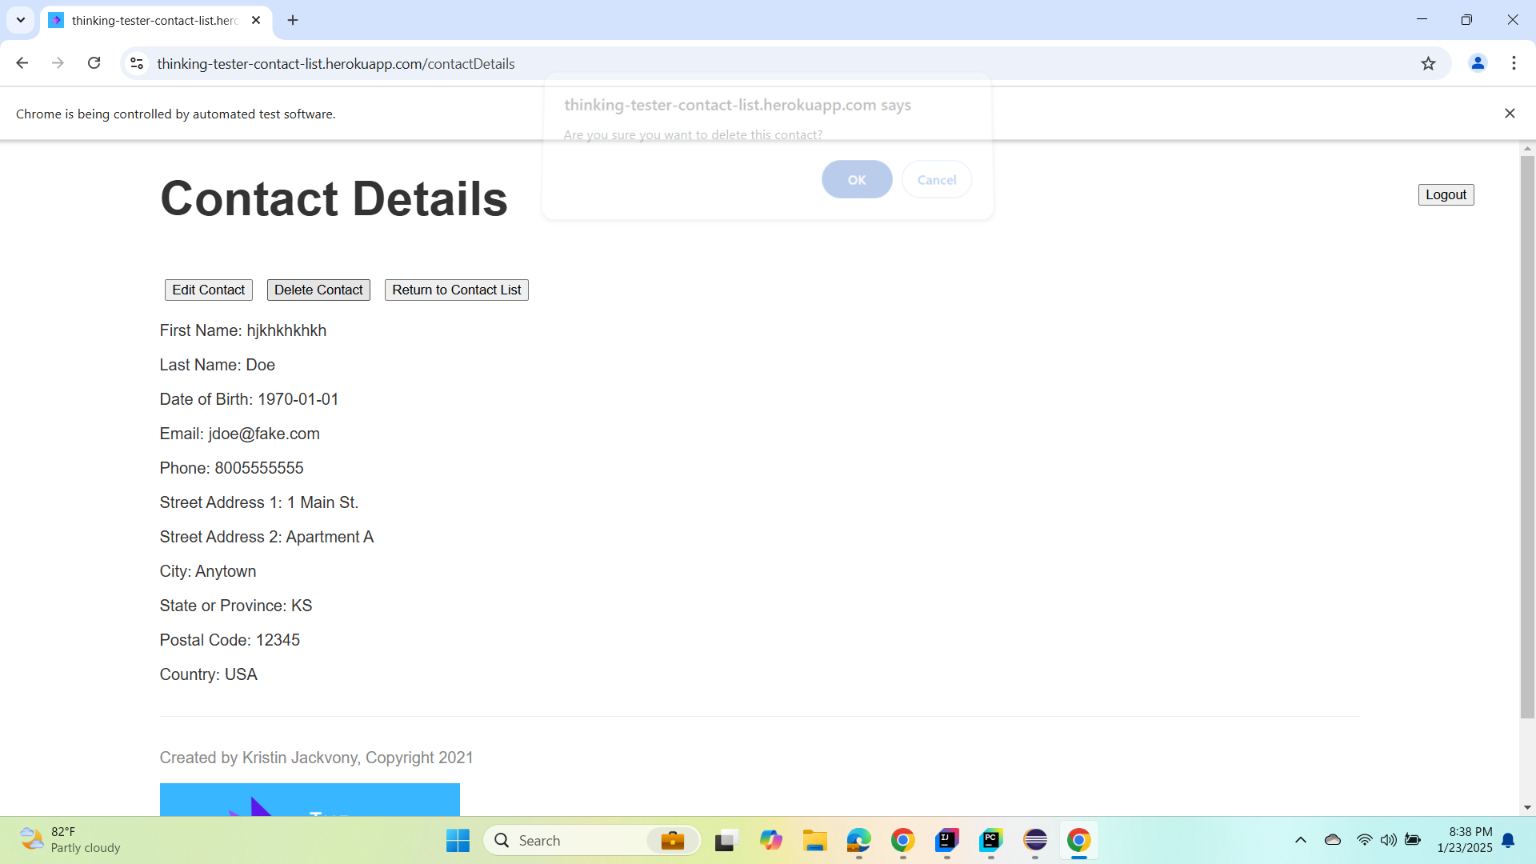 thinking-tester-contact-list.herc
thinking-tester-contact-list.herokuapp.com/contactDetails
Chrome is being controlled by automated test software.
thinking-tester-contact-list.herokuapp.com says
Are you sure you want to delete this contact?
OK Cancel
Contact Details
Logout
Edit Contact Delete Contact Return to Contact List
First Name: hjkhkhkhkh
Last Name: Doe
Date of Birth: 1970-01-01
Email: jdoe@fake.com
Phone: 8005555555
Street Address 1: 1 Main St.
Street Address 2: Apartment A
City: Anytown
State or Province: KS
Postal Code: 12345
Country: USA
Created by Kristin Jackvony, Copyright 2021
82°F
Partly cloudy
Search
PC
8:38 PM
1/23/2025